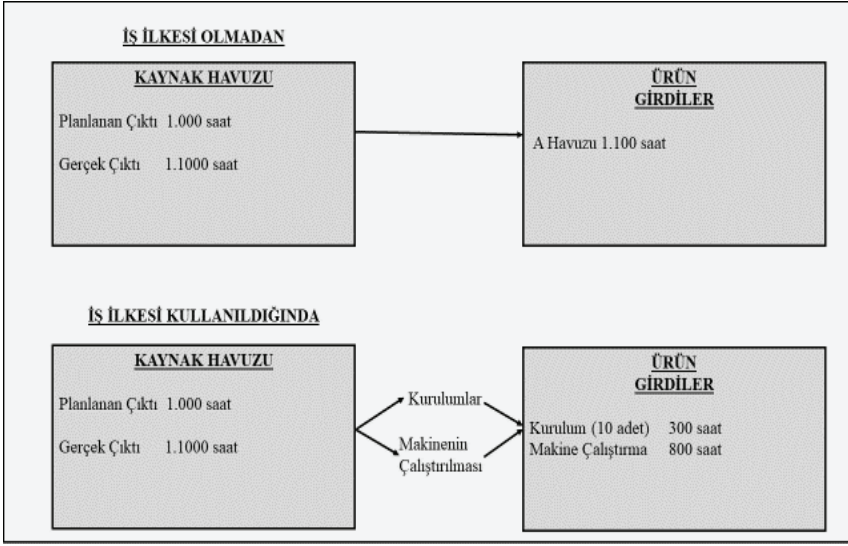 İŞ İLKESİ OLMADAN
KAYNAK HAVUZU
Planlanan Çıktı 1.000 saat
Gerçek Çıktı 1.1000 saat
ÜRÜN
GİRDİLER
A Havuzu 1.100 saat
İŞ İLKESİ KULLANILDIĞINDA
KAYNAK HAVUZU
Planlanan Çıktı 1.000 saat
Gerçek Çıktı 1.1000 saat
Kurulumlar
Makinenin
Çalıştırılması
ÜRÜN
GİRDİLER
Kurulum (10 adet) 300 saat
Makine Çalıştırma 800 saat